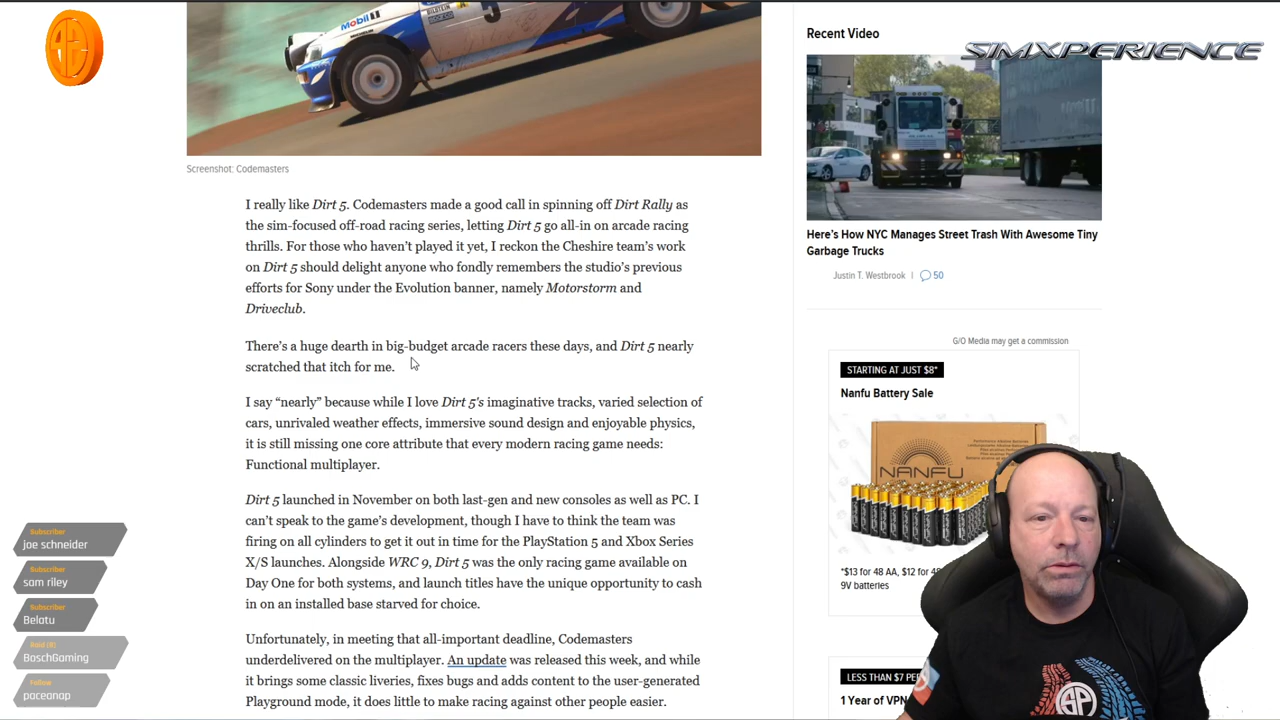 Mobil 1
BILSTEIN
SIMXPERIENCE
Screenshot: Codemasters
I really like Dirt 5. Codemasters made a good call in spinning off Dirt Rally as
the sim-focused off-road racing series, letting Dirt 5 go all-in on arcade racing
thrills. For those who haven't played it yet, I reckon the Cheshire team's work
on Dirt 5 should delight anyone who fondly remembers the studio's previous
efforts for Sony under the Evolution banner, namely Motorstorm and
Driveclub.
There's a huge dearth in big-budget arcade racers these days, and Dirt 5 nearly
scratched that itch for me.
I say “nearly” because while I love Dirt 5's imaginative tracks, varied selection of
cars, unrivaled weather effects, immersive sound design and enjoyable physics,
it is still missing one core attribute that every modern racing game needs:
Functional multiplayer.
Dirt 5 launched in November on both last-gen and new consoles as well as PC. I
can't speak to the game's development, though I have to think the team was
firing on all cylinders to get it out in time for the PlayStation 5 and Xbox Series
X/S launches. Alongside WRC 9, Dirt 5 was the only racing game available on
Day One for both systems, and launch titles have the unique opportunity to cash
in on an installed base starved for choice.
Unfortunately, in meeting that all-important deadline, Codemasters
underdelivered on the multiplayer. An update was released this week, and while
it brings some classic liveries, fixes bugs and adds content to the user-generated
Playground mode, it does little to make racing against other people easier.
Recent Video
Here's How NYC Manages Street Trash With Awesome Tiny
Garbage Trucks
Justin T. Westbrook | 50
G/O Media may get a commission
STARTING AT JUST $8*
Nanfu Battery Sale
NANFU
*$13 for 48 AA, $12 for 48
9V batteries
LESS THAN $7 PE
1 Year of VPN
Subscriber
joe schneider
Subscriber
sam riley
Subscriber
Belatu
Raid (8)
BoschGaming
Follow
paceanap